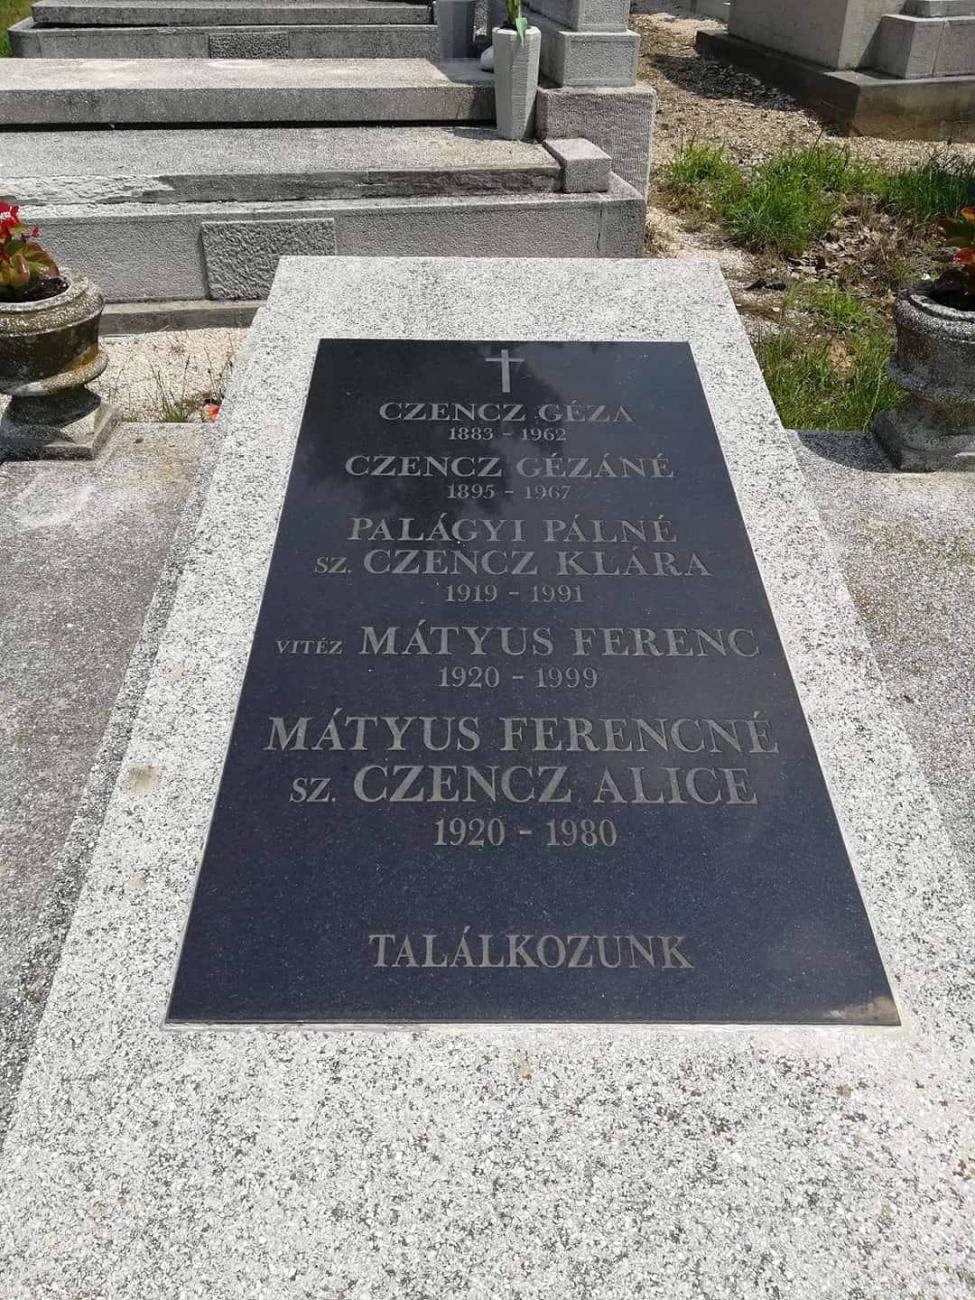 CZENCZ GÉZA
1883 - 1962
CZENCZ GÉZÁNÉ
1895 - 1967
PALÁGYI PÁLNÉ
SZ. CZENCZ KLÁRA
1919 - 1991
VITÉZ MÁTYUS FERENC
1920 - 1999
MÁTYUS FERENCNÉ
SZ. CZENCZ ALICE
1920 - 1980
TALÁLKOZUNK